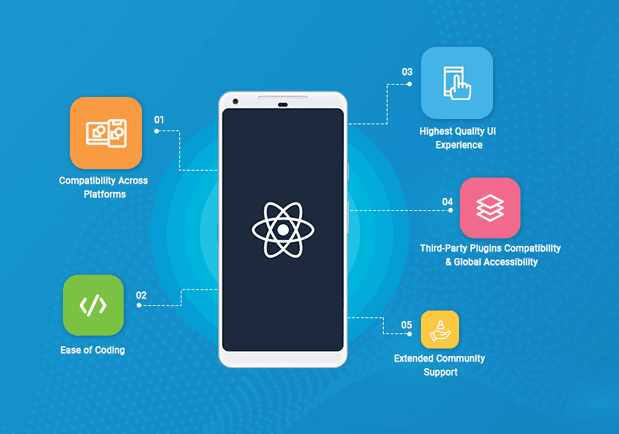 01
Compatibility Across
Platforms
02
Ease of Coding
03
Highest Quality UI
Experience
04
Third-Party Plugins Compatibility
& Global Accessibility
05
Extended Community
Support